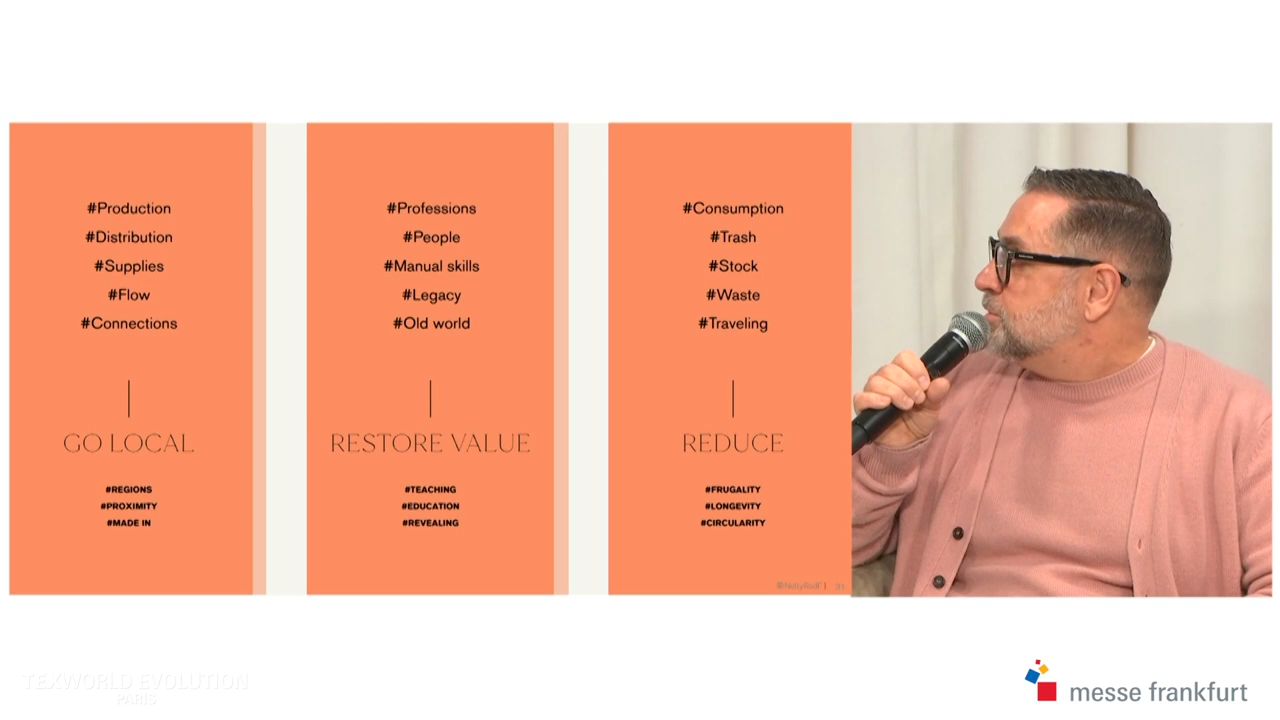 #Production
#Distribution
#Supplies
#Flow
#Connections
GO LOCAL
#REGIONS
#PROXIMITY
#MADE IN
#Professions
#People
#Manual skills
#Legacy
#Old world
RESTORE VALUE
#TEACHING
#EDUCATION
#REVEALING
#Consumption
#Trash
#Stock
#Waste
#Traveling
REDUCE
#FRUGALITY
#LONGEVITY
#CIRCULARITY
TEXWORLD EVOLUTION
PARIS
messe frankfurt